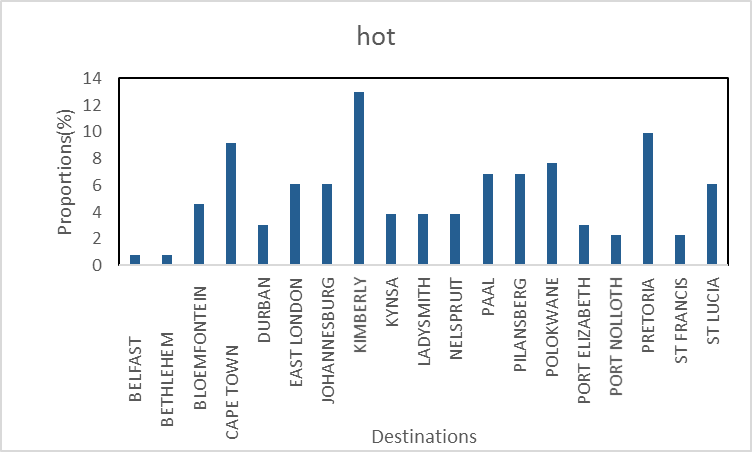 hot
Proportions(%)
14
12
10
8
6
4
2
0
BELFAST
BETHLEHEM
BLOEMFONTEIN
CAPE TOWN
DURBAN
EAST LONDON
JOHANNESBURG
KIMBERLY
KYNSA
LADYSMITH
NELSPRUIT
PAAL
PILANSBERG
POLOKWANE
PORT ELIZABETH
PORT NOLLOTH
PRETORIA
ST FRANCIS
ST LUCIA
Destinations